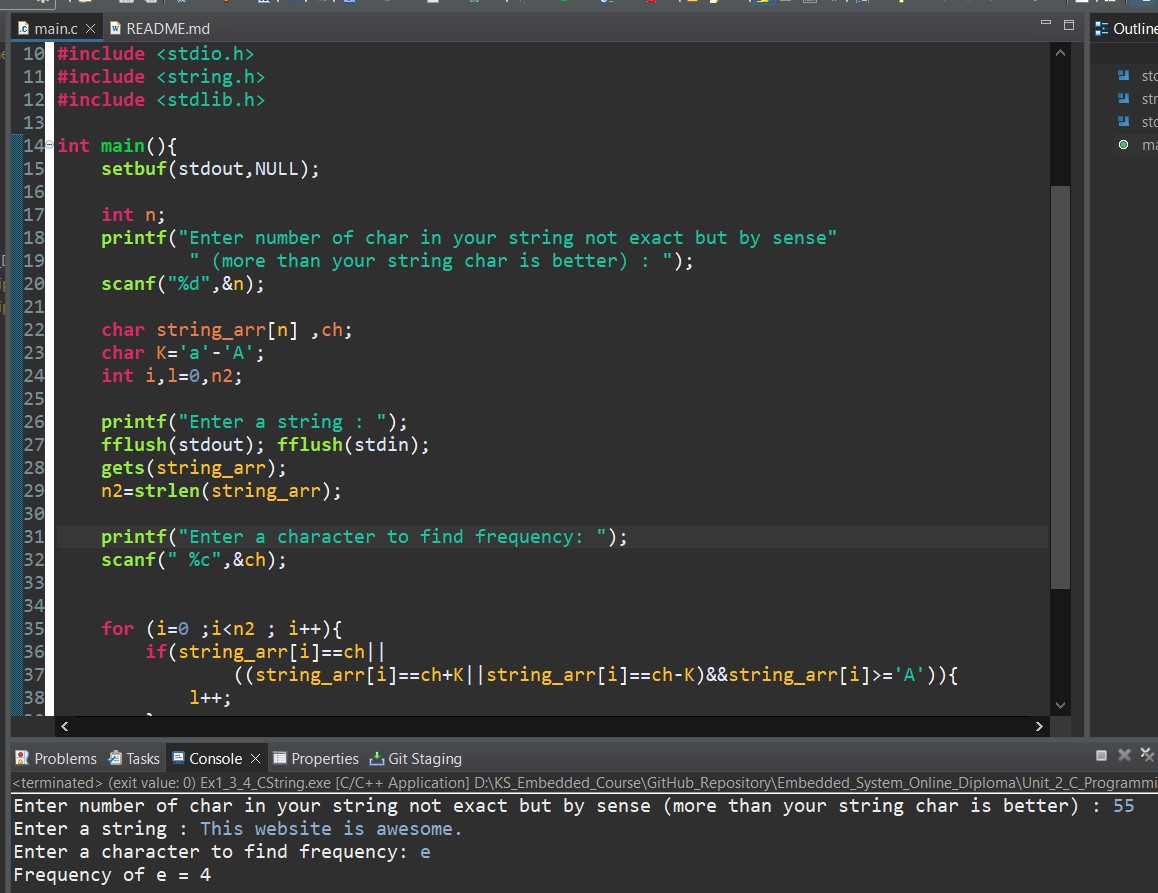 main.c
README.md
Outline
10 #include <stdio.h>
11 #include <string.h>
12 #include <stdlib.h>
13
14 int main(){
15 setbuf(stdout,NULL);
16
17 int n;
18 printf("Enter number of char in your string not exact but by sense"
19 " (more than your string char is better) : ");
20 scanf("%d",&n);
21
22 char string_arr[n] ,ch;
23 char K='a'-'A';
24 int i,l=0,n2;
25
26 printf("Enter a string : ");
27 fflush(stdout); fflush(stdin);
28 gets(string_arr);
29 n2=strlen(string_arr);
30
31 printf("Enter a character to find frequency: ");
32 scanf(" %c",&ch);
33
34
35 for (i=0 ;i<n2 ; i++){
36 if(string_arr[i]==ch||
37 ((string_arr[i]==ch+K||string_arr[i]==ch-K)&&string_arr[i]>='A')){
38 l++;
Problems Tasks Console Properties Git Staging
<terminated> (exit value: 0) Ex1_3_4_CString.exe [C/C++ Application] D:\KS_Embedded_Course\GitHub_Repository\Embedded_System_Online_Diploma\Unit_2_C_Programmi
Enter number of char in your string not exact but by sense (more than your string char is better) : 55
Enter a string : This website is awesome.
Enter a character to find frequency: e
Frequency of e = 4